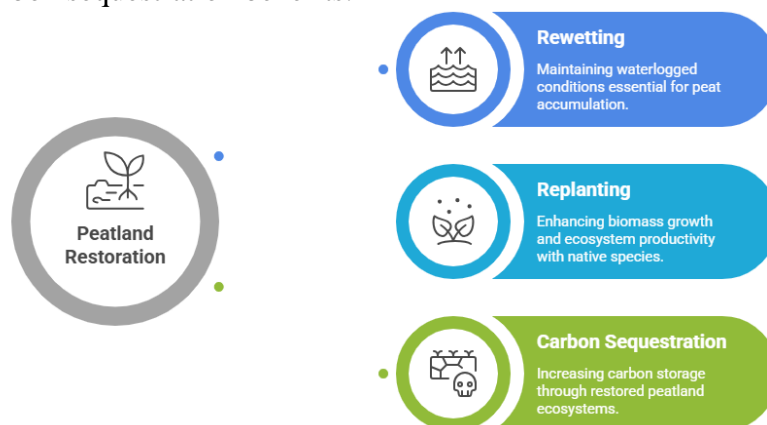 Peatland
Restoration
Rewetting
Maintaining waterlogged
conditions essential for peat
accumulation.
Replanting
Enhancing biomass growth
and ecosystem productivity
with native species.
Carbon Sequestration
Increasing carbon storage
through restored peatland
ecosystems.